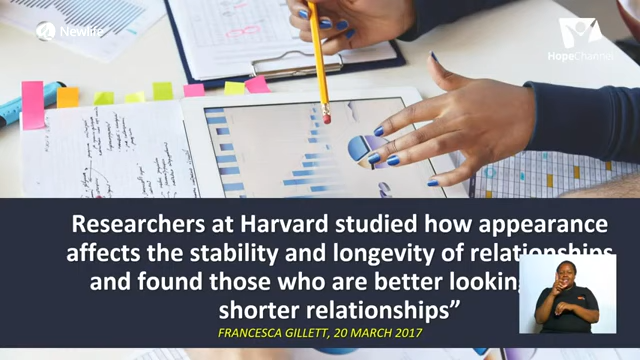 Newlife
HopeChannel
Researchers at Harvard studied how appearance
affects the stability and longevity of relationships
and found those who are better looking
shorter relationships”
FRANCESCA GILLETT, 20 MARCH 2017